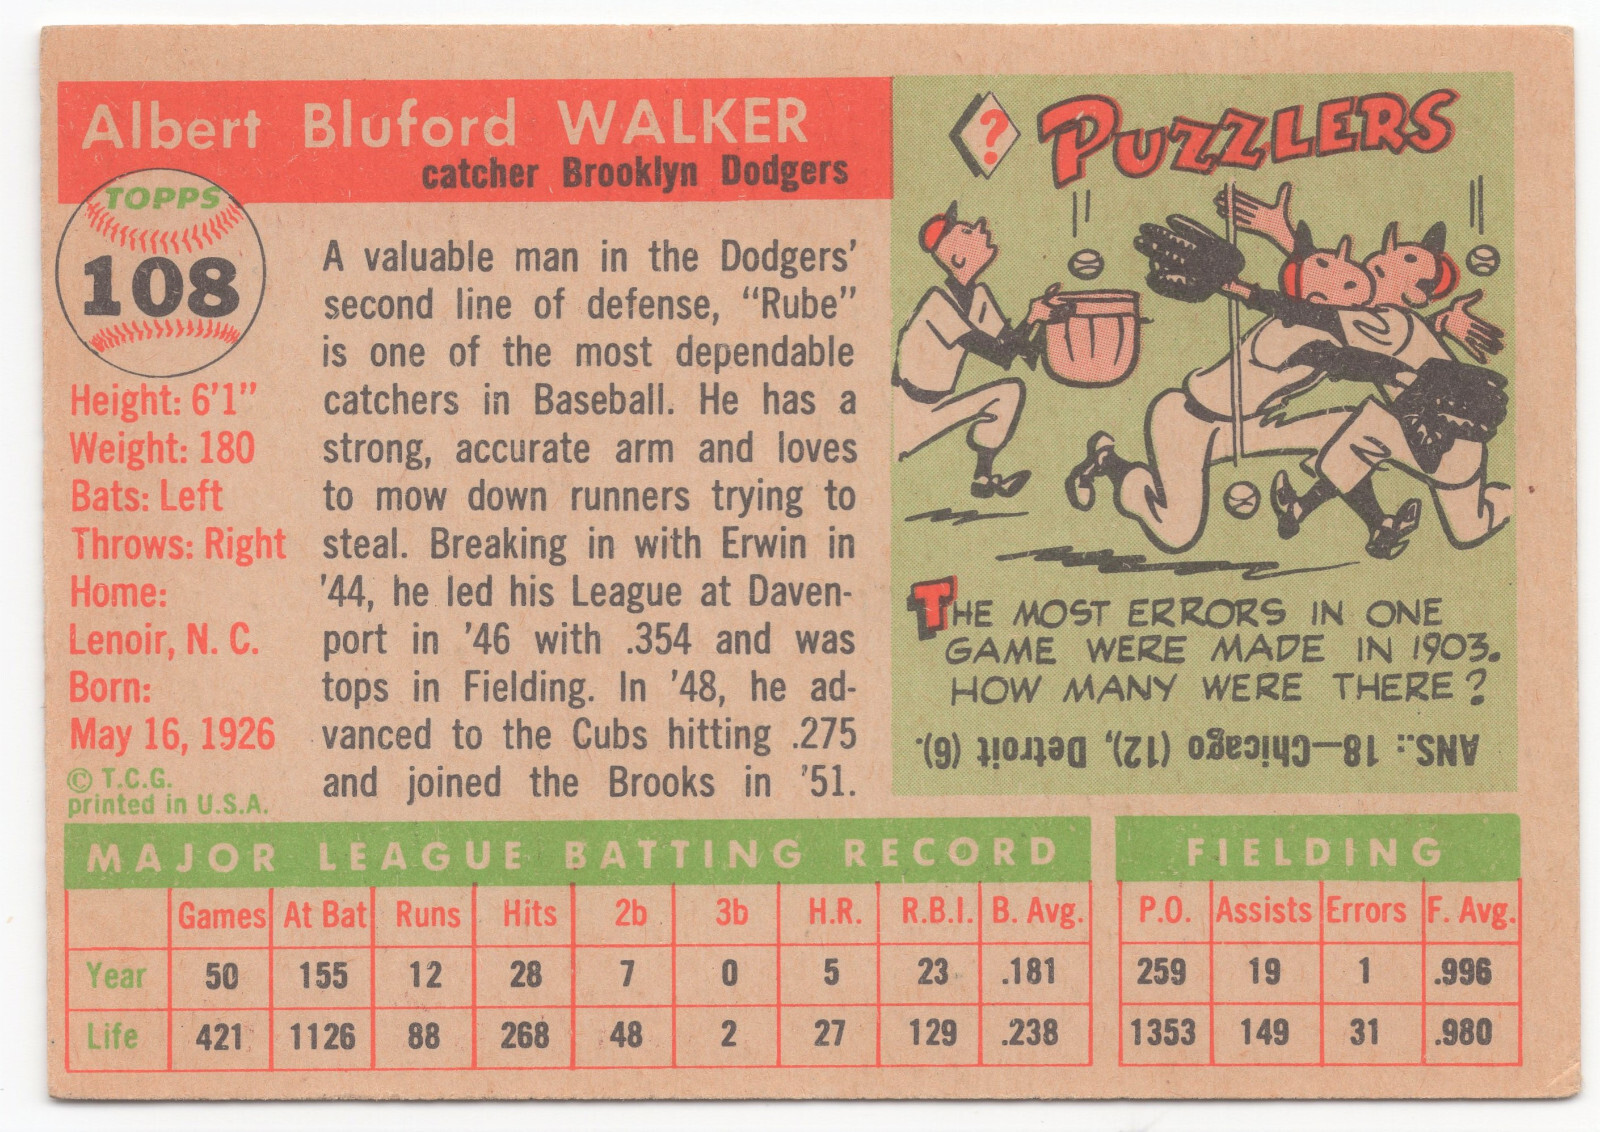 Albert Bluford WALKER
catcher Brooklyn Dodgers
TOPPS
108
Height: 6'1"
Weight: 180
Bats: Left
Throws: Right
Home:
Lenoir, N. C.
Born:
May 16, 1926
© T.C.G.
printed in U.S.A.
A valuable man in the Dodgers'
second line of defense, "Rube"
is one of the most dependable
catchers in Baseball. He has a
strong, accurate arm and loves
to mow down runners trying to
steal. Breaking in with Erwin in
'44, he led his League at Daven-
port in '46 with .354 and was
tops in Fielding. In '48, he ad-
vanced to the Cubs hitting .275
and joined the Brooks in '51.
? PUZZLERS
THE MOST ERRORS IN ONE
GAME WERE MADE IN 1903.
HOW MANY WERE THERE?
ANS.: 18—Chicago (12), Detroit (6).
MAJOR LEAGUE BATTING RECORD
Games At Bat Runs Hits 2b 3b H.R. R.B.I. B. Avg.
Year 50 155 12 28 7 0 5 23 .181
Life 421 1126 88 268 48 2 27 129 .238
FIELDING
P.O. Assists Errors F. Avg.
259 19 1 .996
1353 149 31 .980